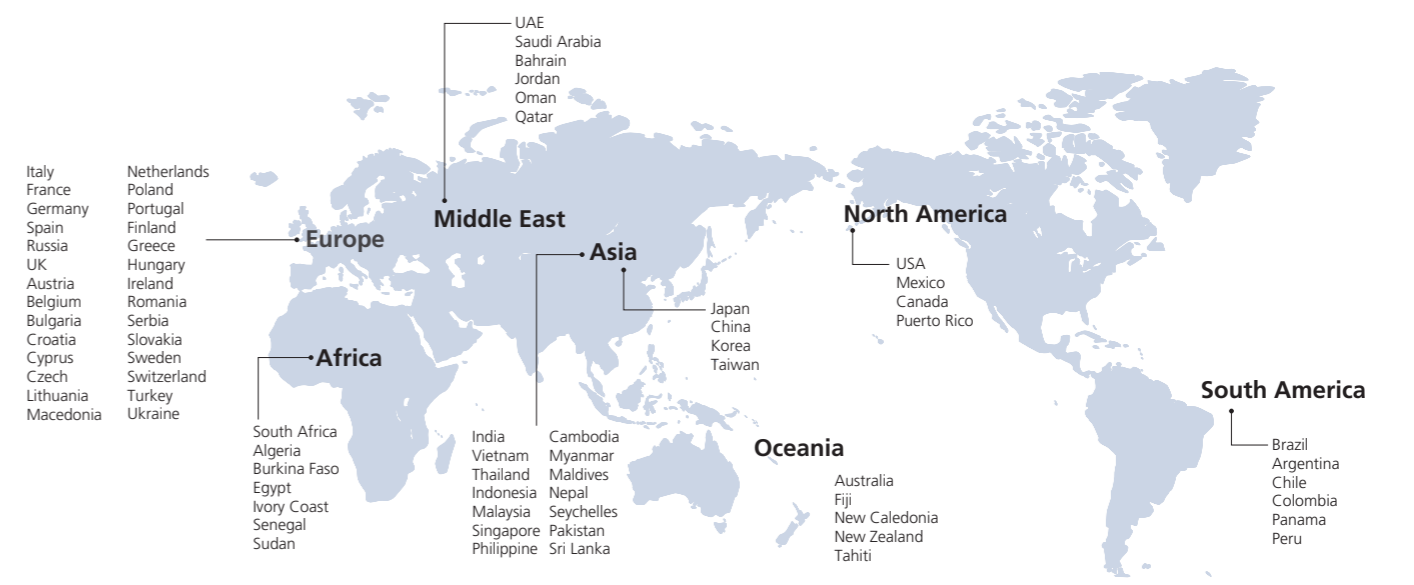 UAE
Saudi Arabia
Bahrain
Jordan
Oman
Qatar
Middle East
Italy
France
Germany
Spain
Russia
UK
Austria
Belgium
Bulgaria
Croatia
Cyprus
Czech
Lithuania
Macedonia
Netherlands
Poland
Portugal
Finland
Greece
Hungary
Ireland
Romania
Serbia
Slovakia
Sweden
Switzerland
Turkey
Ukraine
Europe
Asia
Japan
China
Korea
Taiwan
India
Vietnam
Thailand
Indonesia
Malaysia
Singapore
Philippine
Cambodia
Myanmar
Maldives
Nepal
Seychelles
Pakistan
Sri Lanka
Africa
South Africa
Algeria
Burkina Faso
Egypt
Ivory Coast
Senegal
Sudan
Oceania
Australia
Fiji
New Caledonia
New Zealand
Tahiti
North America
USA
Mexico
Canada
Puerto Rico
South America
Brazil
Argentina
Chile
Colombia
Panama
Peru